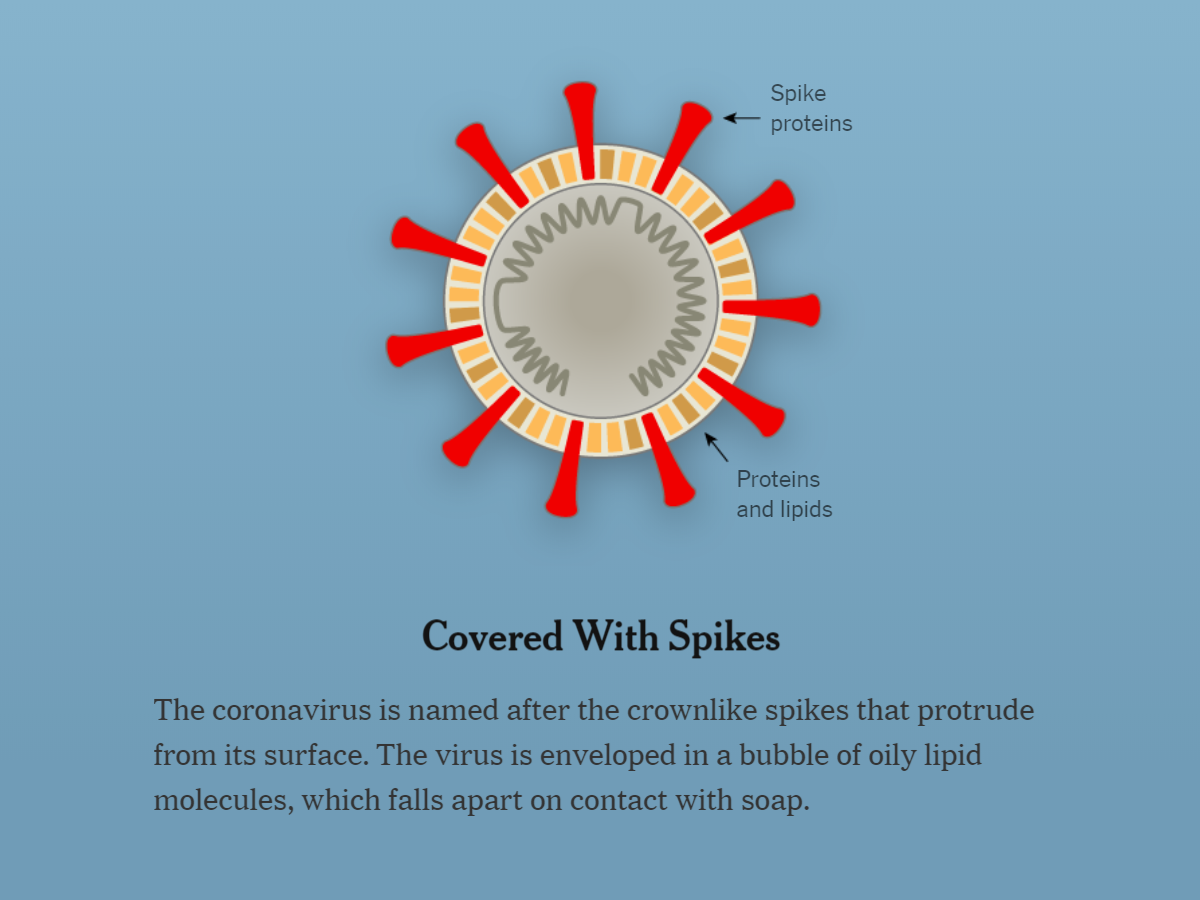 Spike
proteins
Proteins
and lipids
Covered With Spikes
The coronavirus is named after the crownlike spikes that protrude
from its surface. The virus is enveloped in a bubble of oily lipid
molecules, which falls apart on contact with soap.